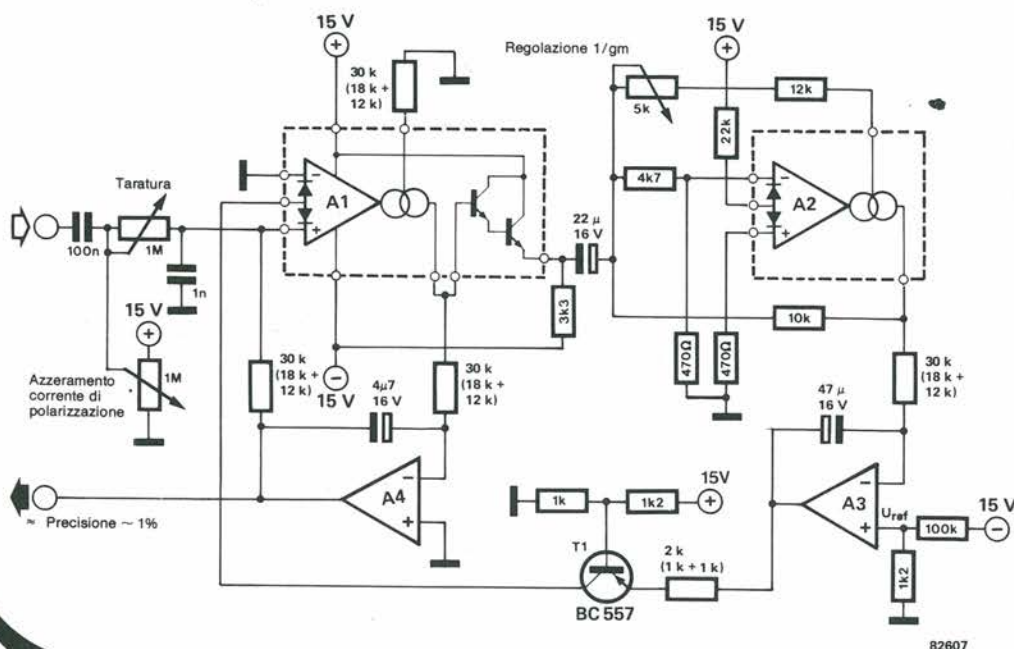 15 V
30 k
(18 k +
12 k)
Taratura
100n
1M
1n
A1
15 V
1M
Azzeramento
corrente di
polarizzazione
30 k
(18 k +
12 k)
15 V
4µ7
16 V
30 k
(18 k +
12 k)
3k3
22 µ
16 V
A4
≈ Precisione ~ 1%
Regolazione 1/gm
15 V
5k
12k
22k
4k7
A2
10k
470Ω
470Ω
30 k
(18 k +
12 k)
47 µ
16 V
A3
Uref
15 V
100k
1k2
1k
1k2
15V
T1
2 k
(1 k + 1 k)
BC 557
82607